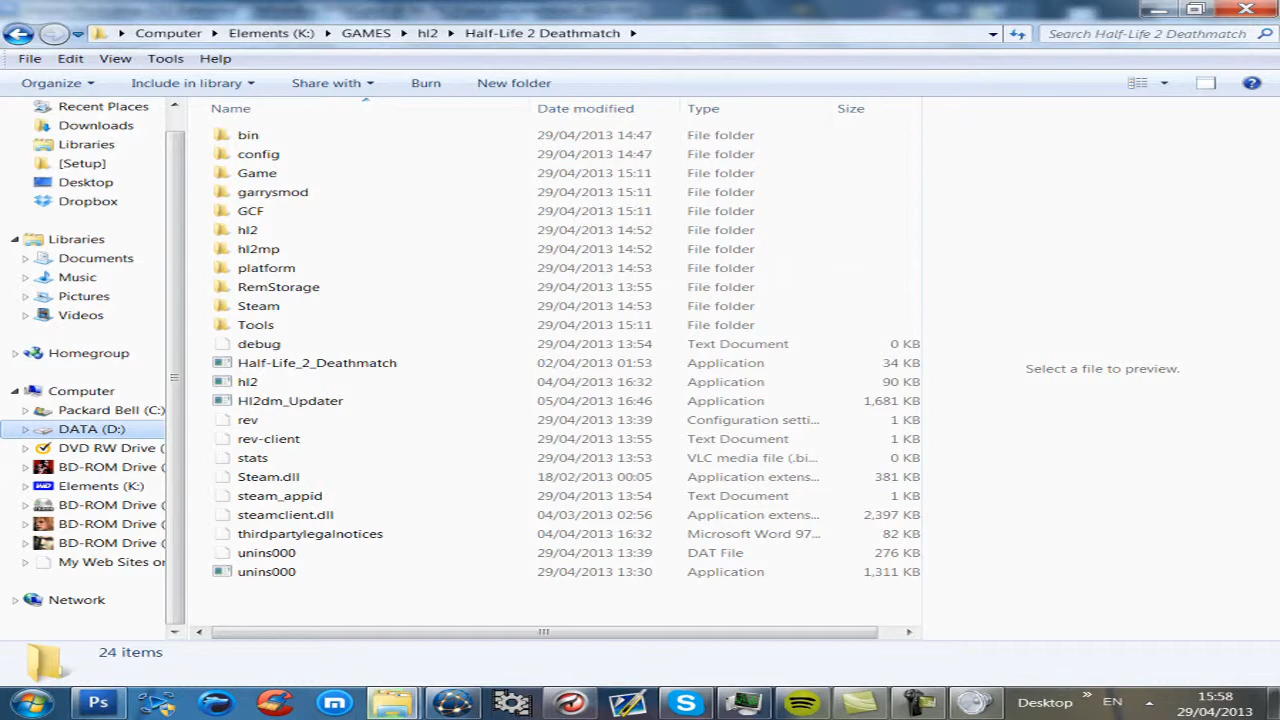 Computer Elements (K:) GAMES hl2 Half-Life 2 Deathmatch Search Half-Life 2 Deathmatch
File Edit View Tools Help
Organize Include in library Share with Burn New folder
Name Date modified Type Size
Recent Places
Downloads
Libraries
[Setup]
Desktop
Dropbox
Libraries
Documents
Music
Pictures
Videos
Homegroup
Computer
Packard Bell (C:)
DATA (D:)
DVD RW Drive (
BD-ROM Drive (
Elements (K:)
BD-ROM Drive (
BD-ROM Drive (
BD-ROM Drive (
My Web Sites on
Network
bin 29/04/2013 14:47 File folder
config 29/04/2013 14:47 File folder
Game 29/04/2013 15:11 File folder
garrysmod 29/04/2013 15:11 File folder
GCF 29/04/2013 15:11 File folder
hl2 29/04/2013 14:52 File folder
hl2mp 29/04/2013 14:52 File folder
platform 29/04/2013 14:53 File folder
RemStorage 29/04/2013 13:55 File folder
Steam 29/04/2013 14:53 File folder
Tools 29/04/2013 15:11 File folder
debug 29/04/2013 13:54 Text Document 0 KB
Half-Life_2_Deathmatch 02/04/2013 01:53 Application 34 KB
hl2 04/04/2013 16:32 Application 90 KB
Hl2dm_Updater 05/04/2013 16:46 Application 1,681 KB
rev 29/04/2013 13:39 Configuration setti... 1 KB
rev-client 29/04/2013 13:55 Text Document 1 KB
stats 29/04/2013 13:53 VLC media file (.bi... 0 KB
Steam.dll 18/02/2013 00:05 Application extens... 381 KB
steam_appid 29/04/2013 13:54 Text Document 1 KB
steamclient.dll 04/03/2013 02:56 Application extens... 2,397 KB
thirdpartylegalnotices 04/04/2013 16:32 Microsoft Word 97... 82 KB
unins000 29/04/2013 13:39 DAT File 276 KB
unins000 29/04/2013 13:30 Application 1,311 KB
Select a file to preview.
24 items
Ps Desktop » EN 15:58
29/04/2013